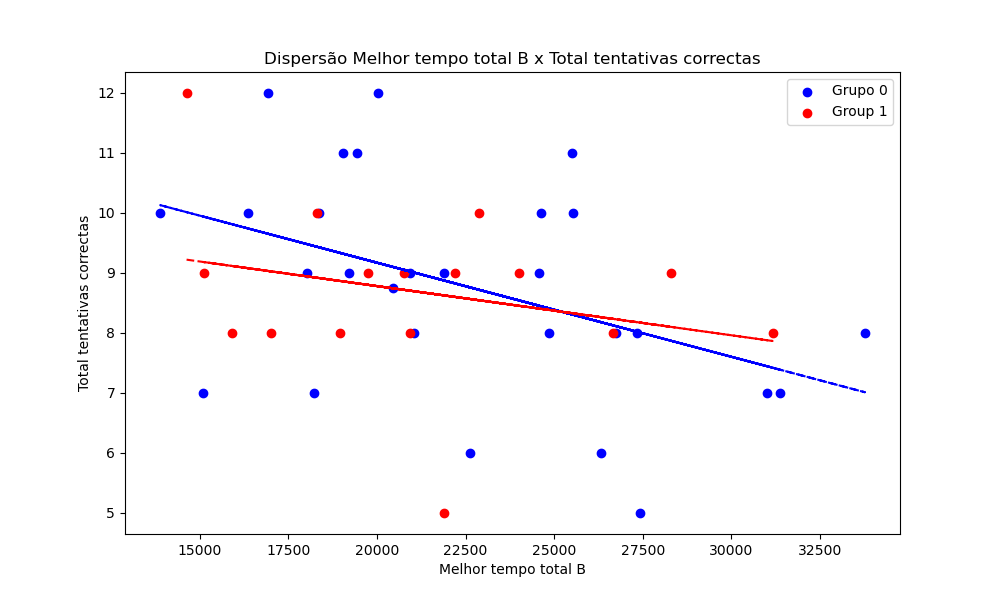 Dispersão Melhor tempo total B x Total tentativas correctas
Grupo 0
Group 1
12
11
10
9
8
7
6
5
Total tentativas correctas
15000 17500 20000 22500 25000 27500 30000 32500
Melhor tempo total B